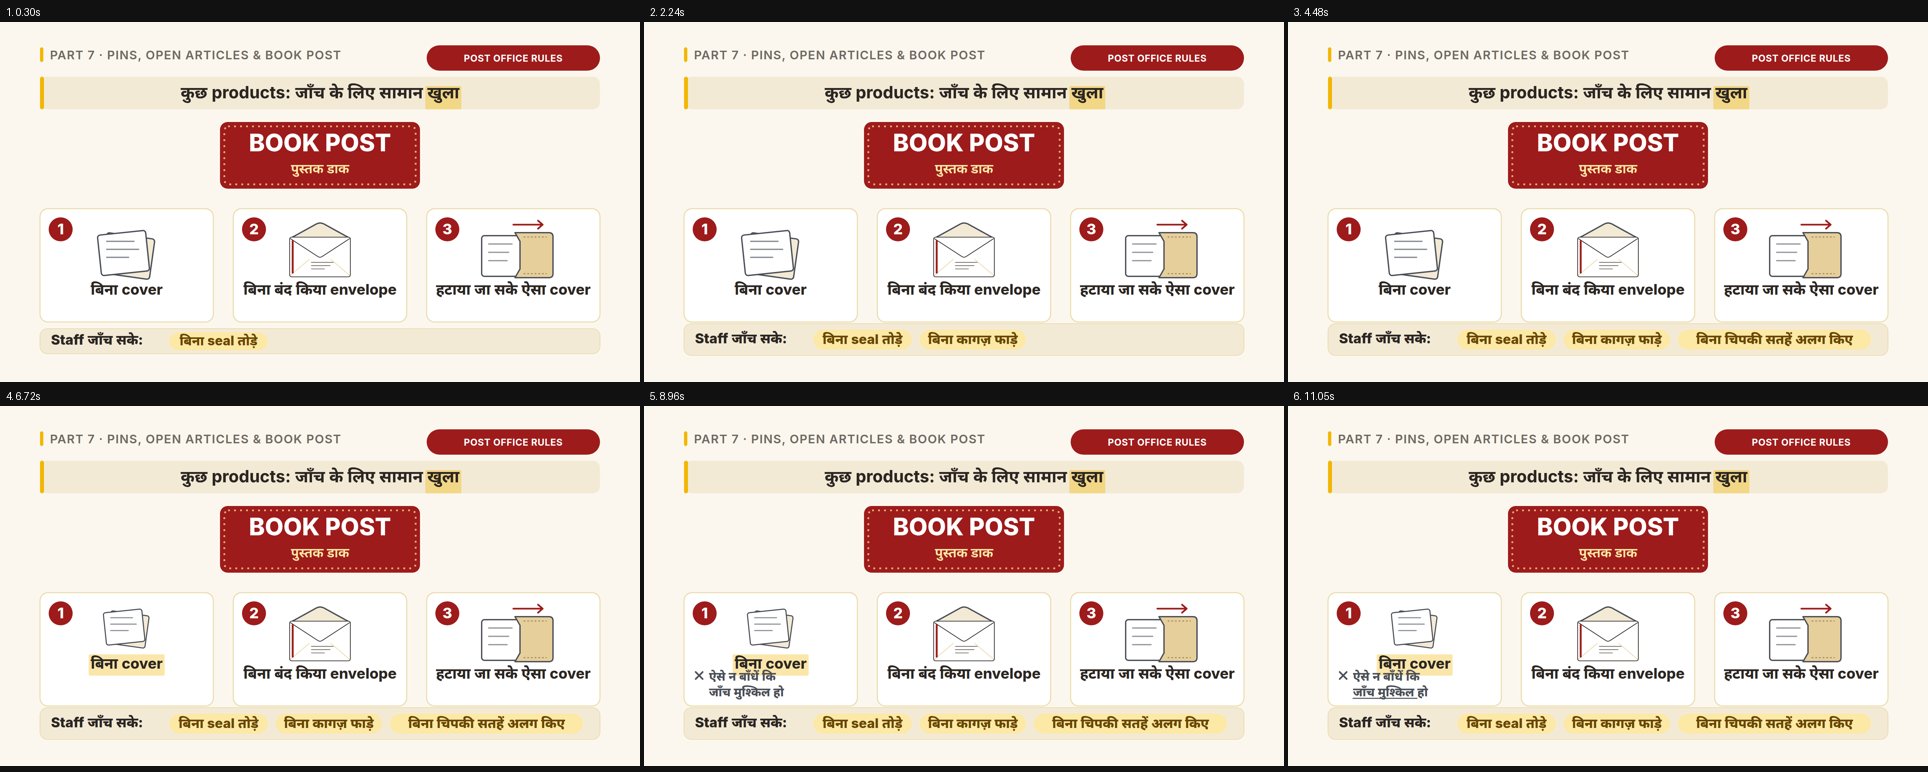 1. 0.30s
PART 7 · PINS, OPEN ARTICLES & BOOK POST
POST OFFICE RULES
कुछ products: जाँच के लिए सामान खुला
BOOK POST
पुस्तक डाक
1
2
3
बिना cover
बिना बंद किया envelope
हटाया जा सके ऐसा cover
Staff जाँच सके: बिना seal तोड़े
2. 2.24s
PART 7 · PINS, OPEN ARTICLES & BOOK POST
POST OFFICE RULES
कुछ products: जाँच के लिए सामान खुला
BOOK POST
पुस्तक डाक
1
2
3
बिना cover
बिना बंद किया envelope
हटाया जा सके ऐसा cover
Staff जाँच सके: बिना seal तोड़े बिना कागज़ फाड़े
3. 4.48s
PART 7 · PINS, OPEN ARTICLES & BOOK POST
POST OFFICE RULES
कुछ products: जाँच के लिए सामान खुला
BOOK POST
पुस्तक डाक
1
2
3
बिना cover
बिना बंद किया envelope
हटाया जा सके ऐसा cover
Staff जाँच सके: बिना seal तोड़े बिना कागज़ फाड़े बिना चिपकी सतहें अलग किए
4. 6.72s
PART 7 · PINS, OPEN ARTICLES & BOOK POST
POST OFFICE RULES
कुछ products: जाँच के लिए सामान खुला
BOOK POST
पुस्तक डाक
1
2
3
बिना cover
बिना बंद किया envelope
हटाया जा सके ऐसा cover
Staff जाँच सके: बिना seal तोड़े बिना कागज़ फाड़े बिना चिपकी सतहें अलग किए
5. 8.96s
PART 7 · PINS, OPEN ARTICLES & BOOK POST
POST OFFICE RULES
कुछ products: जाँच के लिए सामान खुला
BOOK POST
पुस्तक डाक
1
2
3
बिना cover
बिना बंद किया envelope
हटाया जा सके ऐसा cover
✕ ऐसे न बाँधें कि
जाँच मुश्किल हो
Staff जाँच सके: बिना seal तोड़े बिना कागज़ फाड़े बिना चिपकी सतहें अलग किए
6. 11.05s
PART 7 · PINS, OPEN ARTICLES & BOOK POST
POST OFFICE RULES
कुछ products: जाँच के लिए सामान खुला
BOOK POST
पुस्तक डाक
1
2
3
बिना cover
बिना बंद किया envelope
हटाया जा सके ऐसा cover
✕ ऐसे न बाँधें कि
जाँच मुश्किल हो
Staff जाँच सके: बिना seal तोड़े बिना कागज़ फाड़े बिना चिपकी सतहें अलग किए